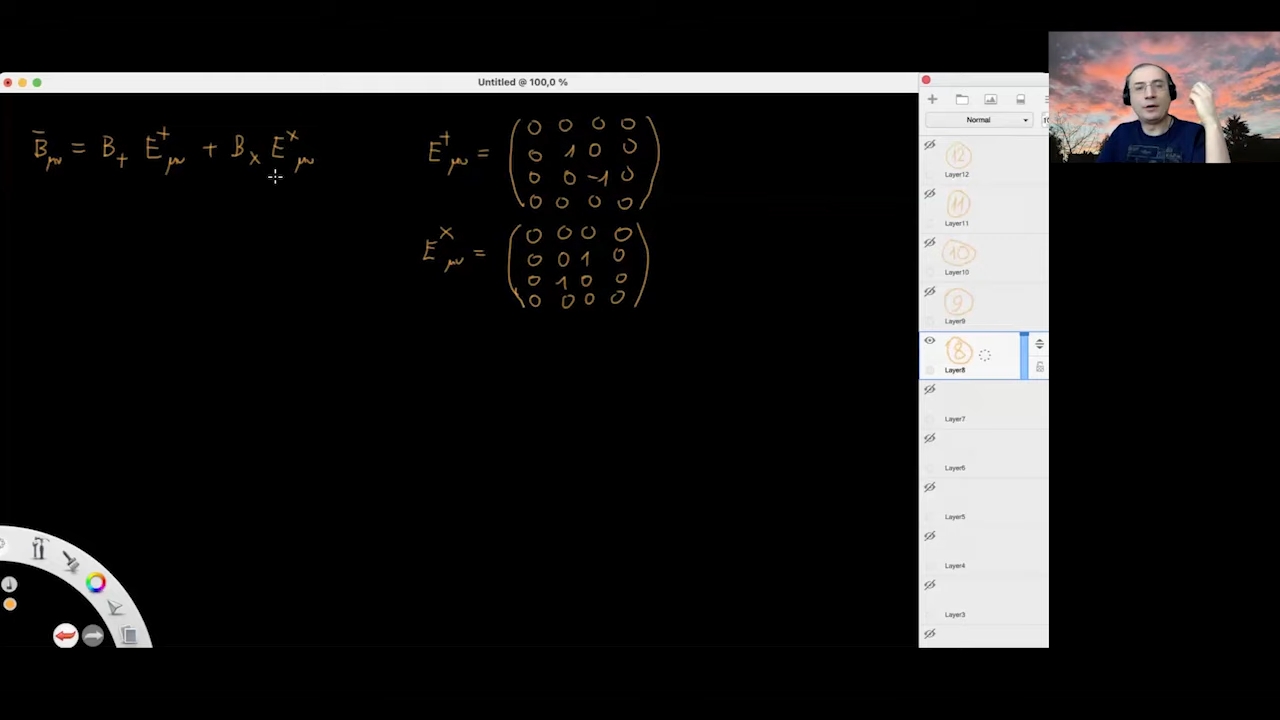 Untitled @ 100,0 %
B̄_μν = B_+ E^+_μν + B_x E^x_μν
E^+_μν = ( 0 0 0 0
0 1 0 0
0 0 -1 0
0 0 0 0 )
E^x_μν = ( 0 0 0 0
0 0 1 0
0 1 0 0
0 0 0 0 )
Normal
12
Layer12
11
Layer11
10
Layer10
9
Layer9
8
Layer8
Layer7
Layer6
Layer5
Layer4
Layer3